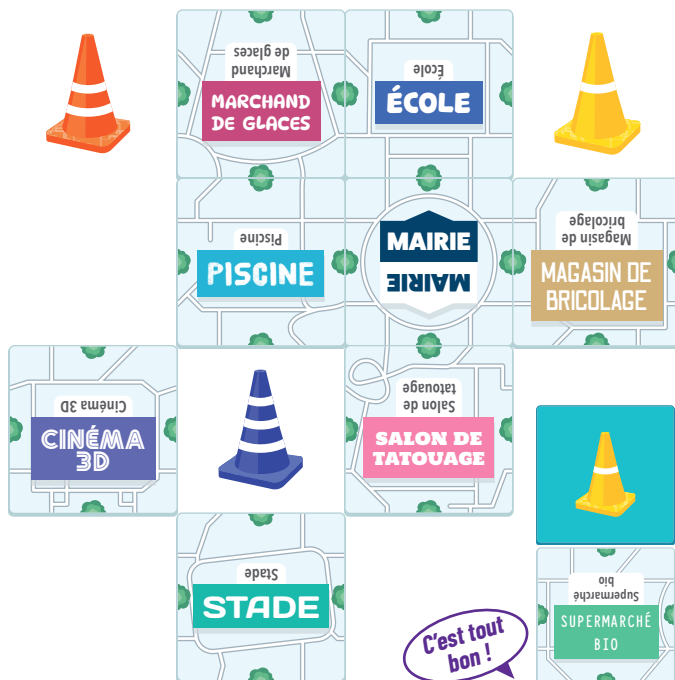 Marchand
de glaces
MARCHAND
DE GLACES
École
ÉCOLE
Piscine
PISCINE
MAIRIE
MAIRIE
Magasin de
bricolage
MAGASIN DE
BRICOLAGE
Cinéma 3D
CINÉMA
3D
Salon de
tatouage
SALON DE
TATOUAGE
Stade
STADE
C'est tout
bon !
Supermarché
bio
SUPERMARCHÉ
BIO